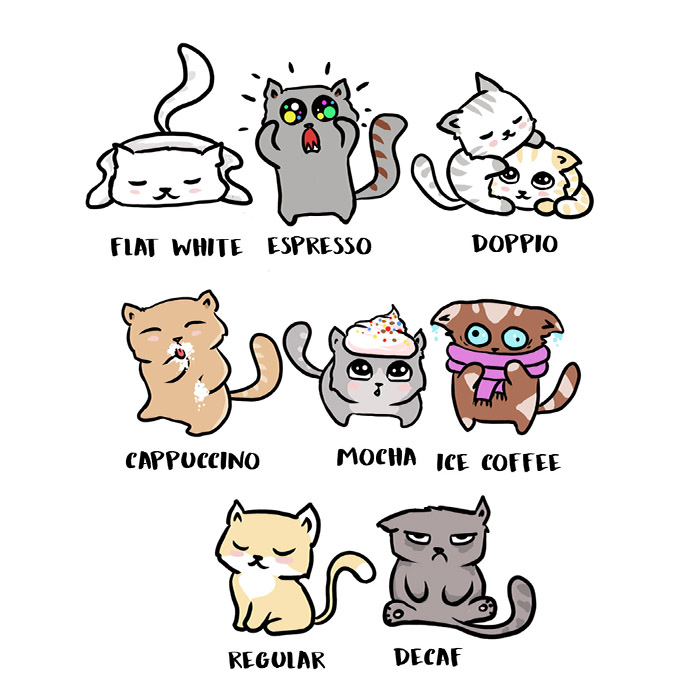 FLAT WHITE ESPRESSO DOPPIO
CAPPUCCINO MOCHA ICE COFFEE
REGULAR DECAF